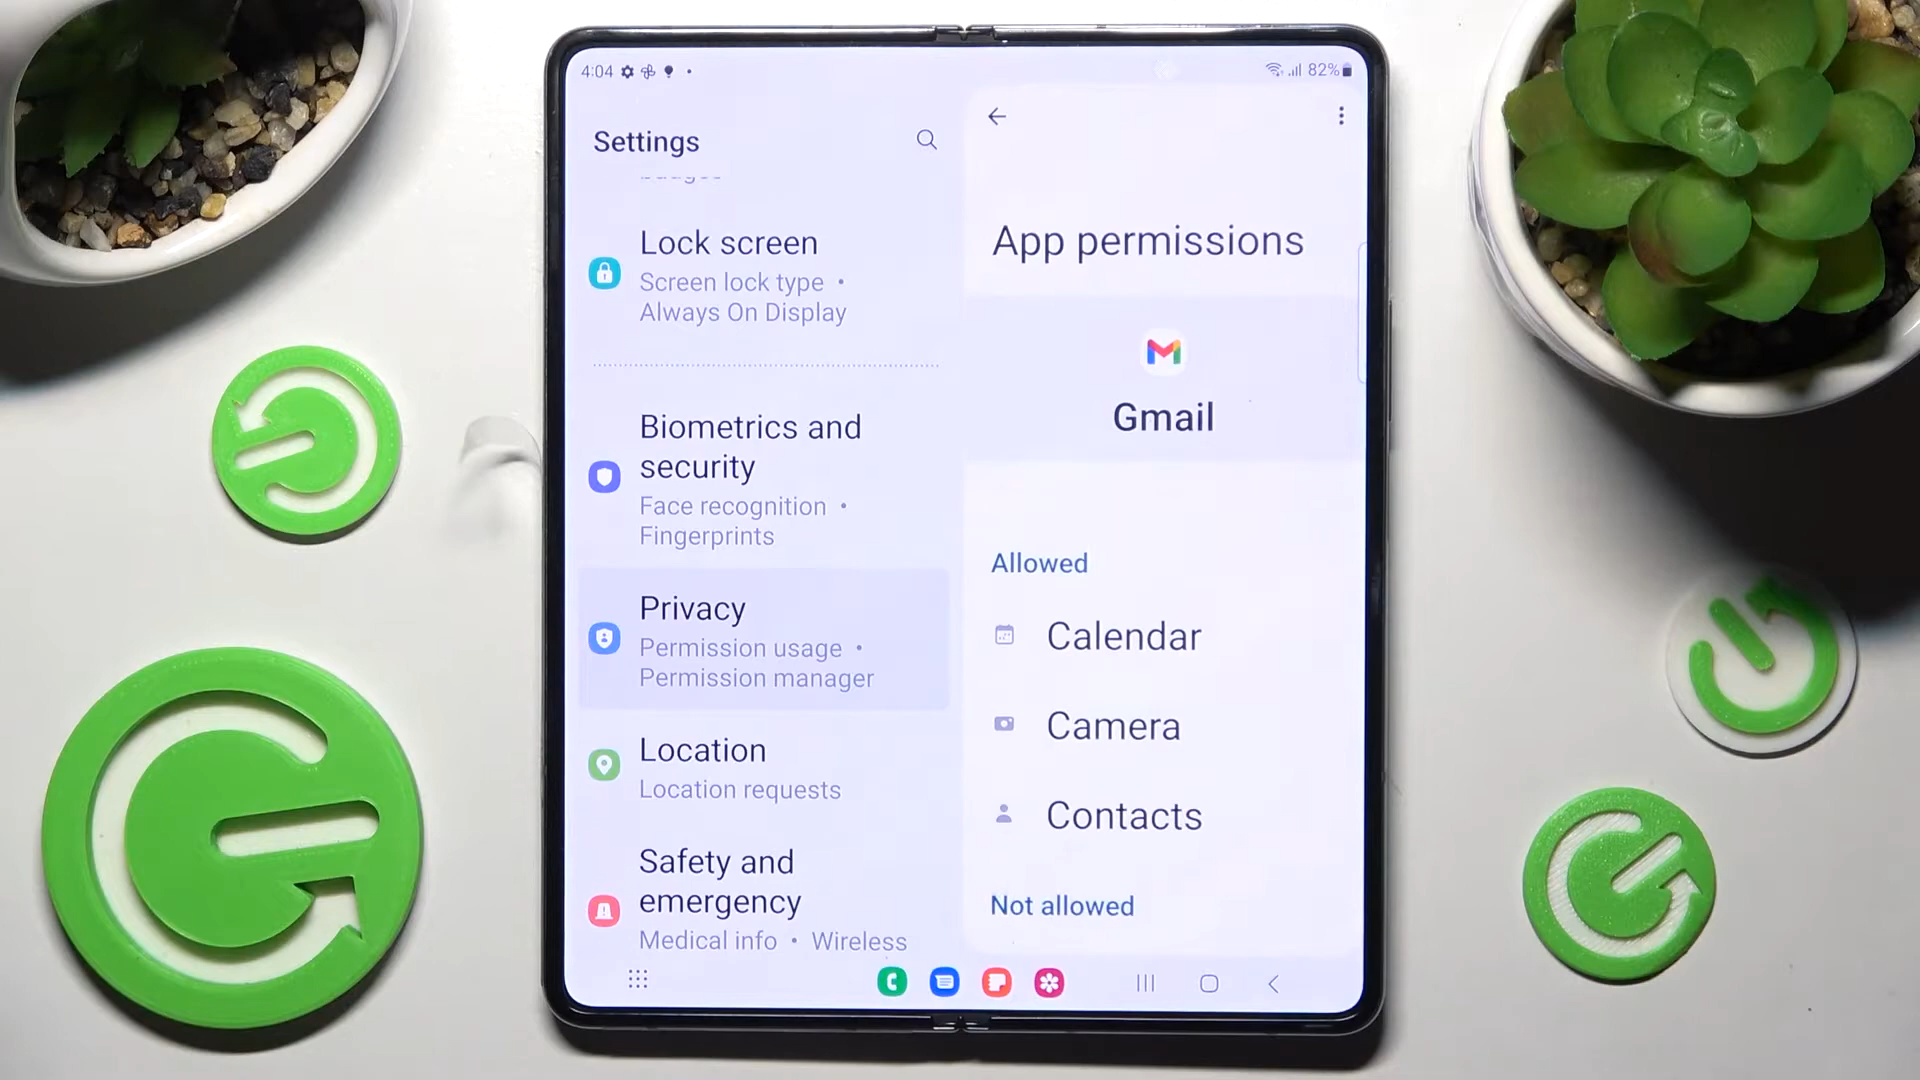 4:04
82%
Settings
Lock screen
Screen lock type •
Always On Display
Biometrics and
security
Face recognition •
Fingerprints
Privacy
Permission usage •
Permission manager
Location
Location requests
Safety and
emergency
Medical info • Wireless
App permissions
Gmail
Allowed
Calendar
Camera
Contacts
Not allowed